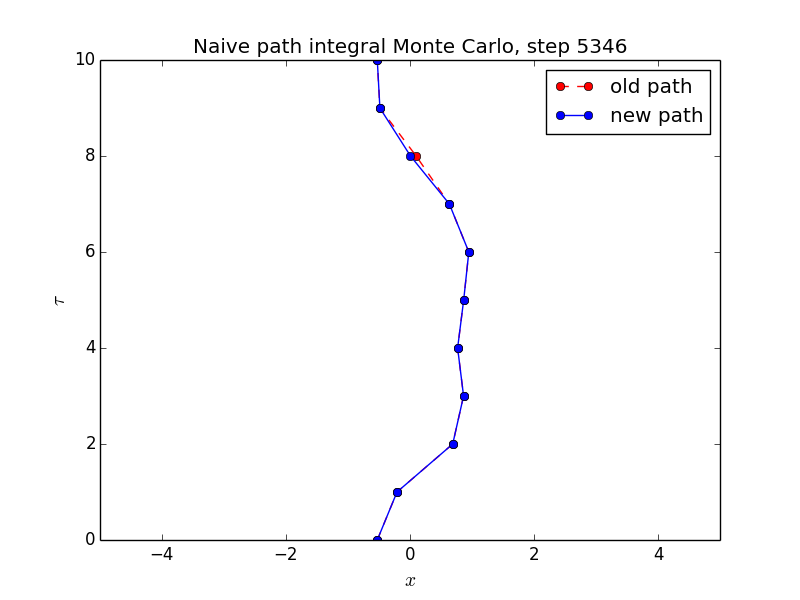 Naive path integral Monte Carlo, step 5346
10
old path
new path
8
6
τ
4
2
0
−4
−2
0
2
4
x